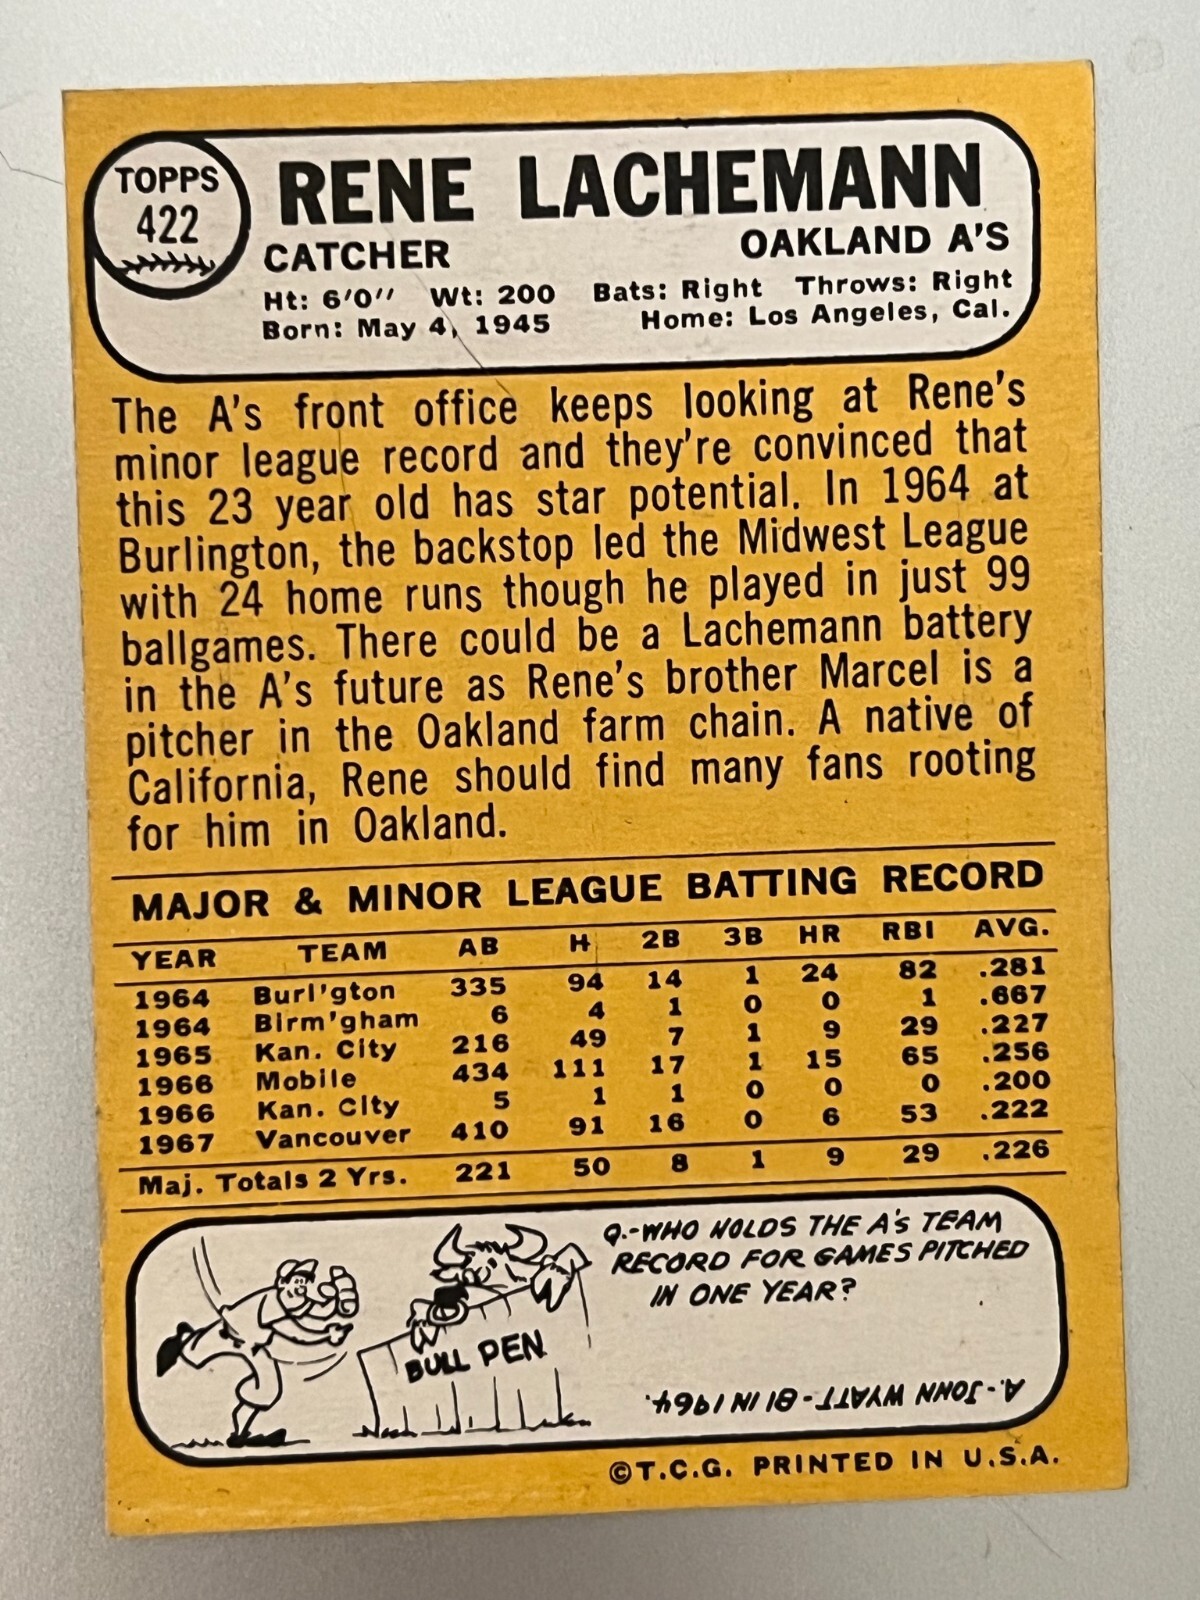 TOPPS
422
RENE LACHEMANN
CATCHER OAKLAND A'S
Ht: 6'0" Wt: 200 Bats: Right Throws: Right
Born: May 4, 1945 Home: Los Angeles, Cal.
The A's front office keeps looking at Rene's
minor league record and they're convinced that
this 23 year old has star potential. In 1964 at
Burlington, the backstop led the Midwest League
with 24 home runs though he played in just 99
ballgames. There could be a Lachemann battery
in the A's future as Rene's brother Marcel is a
pitcher in the Oakland farm chain. A native of
California, Rene should find many fans rooting
for him in Oakland.
MAJOR & MINOR LEAGUE BATTING RECORD
YEAR TEAM AB H 2B 3B HR RBI AVG.
1964 Burl'gton 335 94 14 1 24 82 .281
1964 Birm'gham 6 4 1 0 0 1 .667
1965 Kan. City 216 49 7 1 9 29 .227
1966 Mobile 434 111 17 1 15 65 .256
1966 Kan. City 5 1 1 0 0 0 .200
1967 Vancouver 410 91 16 0 6 53 .222
Maj. Totals 2 Yrs. 221 50 8 1 9 29 .226
Q.-WHO HOLDS THE A'S TEAM
RECORD FOR GAMES PITCHED
IN ONE YEAR?
BULL PEN
A.-JOHN WYATT-81 IN 1964.
©T.C.G. PRINTED IN U.S.A.